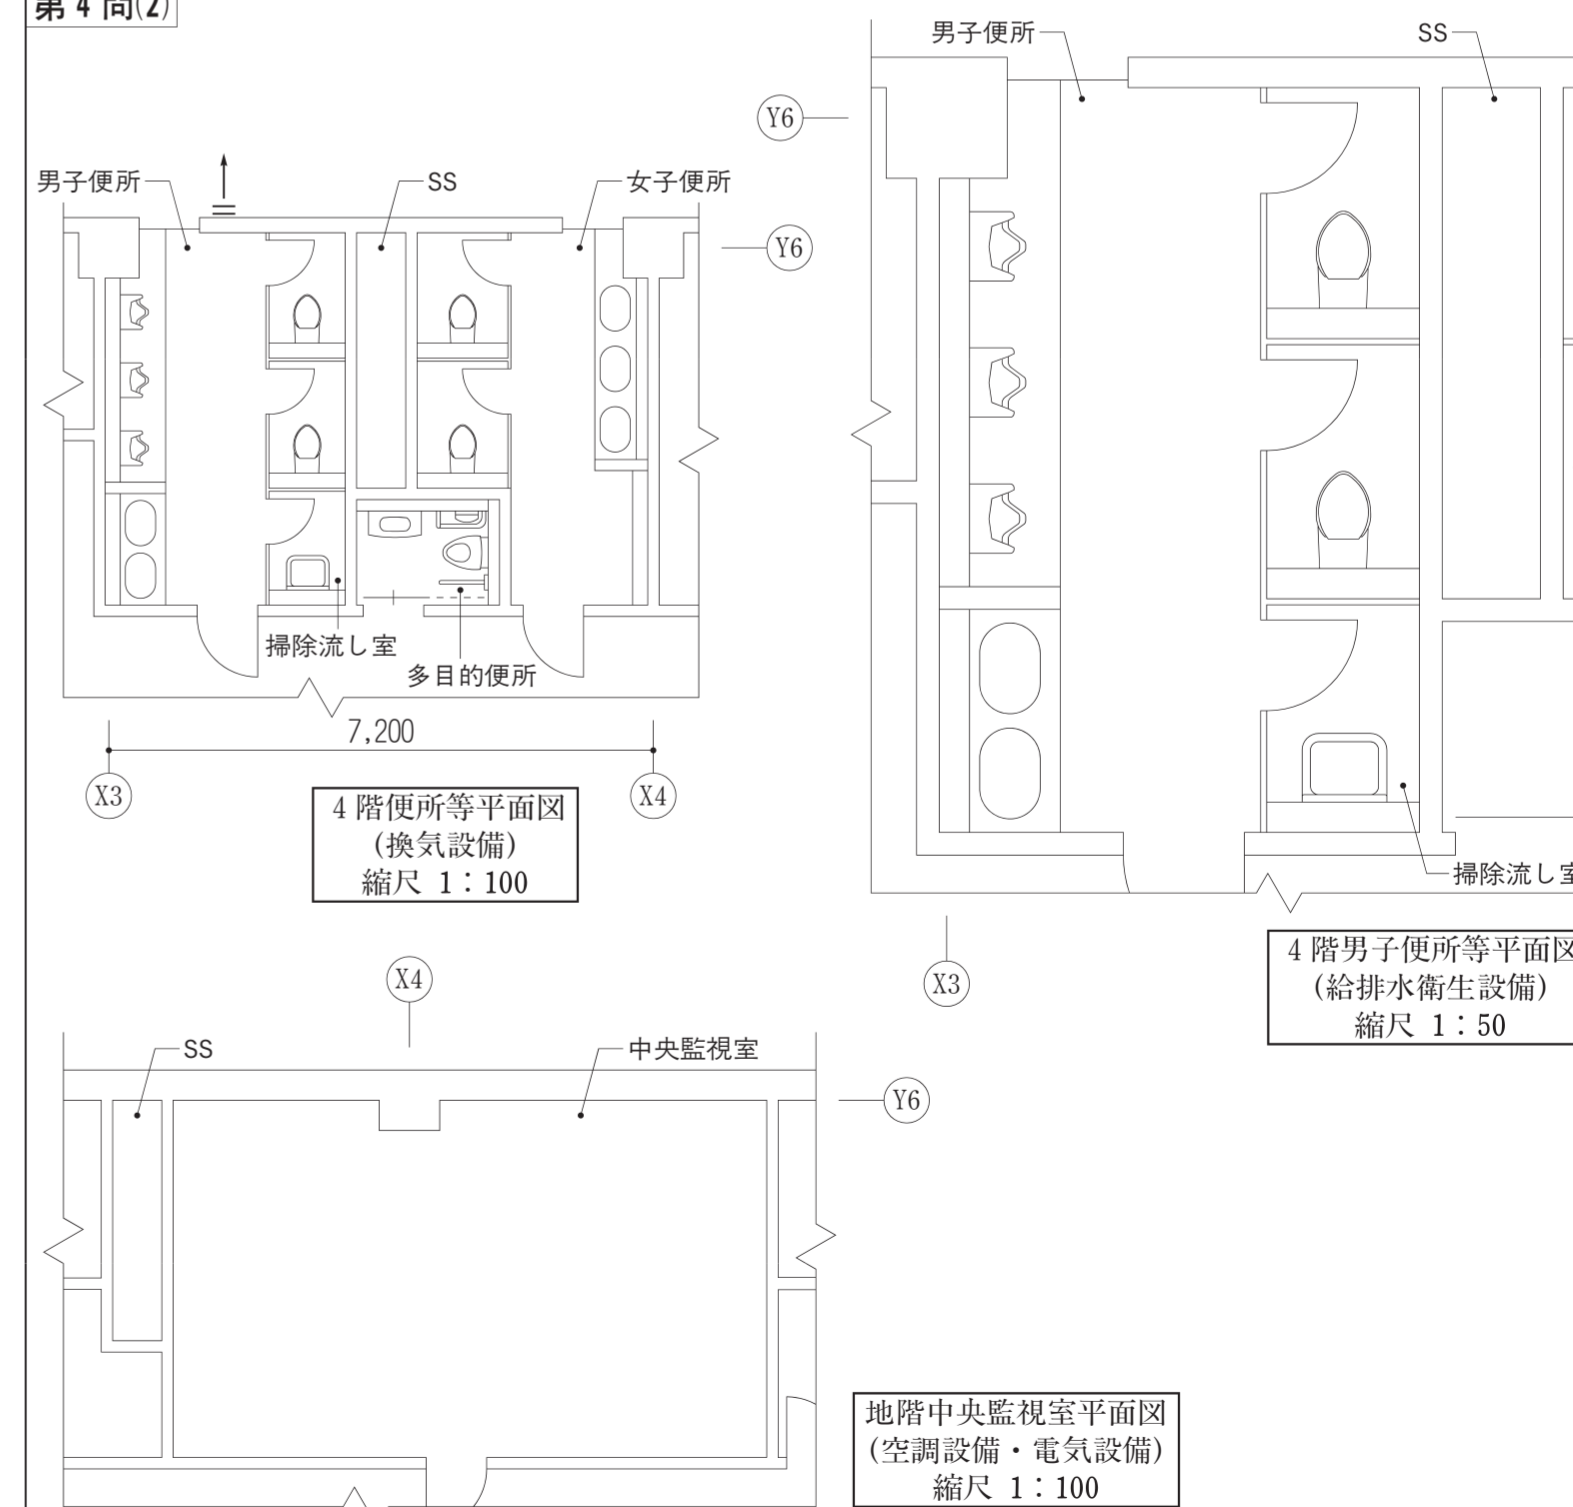 第4問(2)
男子便所
SS
女子便所
Y6
掃除流し室
多目的便所
7,200
X3
X4
4階便所等平面図
(換気設備)
縮尺 1：100
男子便所
SS
Y6
掃除流し室
X3
4階男子便所等平面図
(給排水衛生設備)
縮尺 1：50
X4
SS
中央監視室
Y6
地階中央監視室平面図
(空調設備・電気設備)
縮尺 1：100